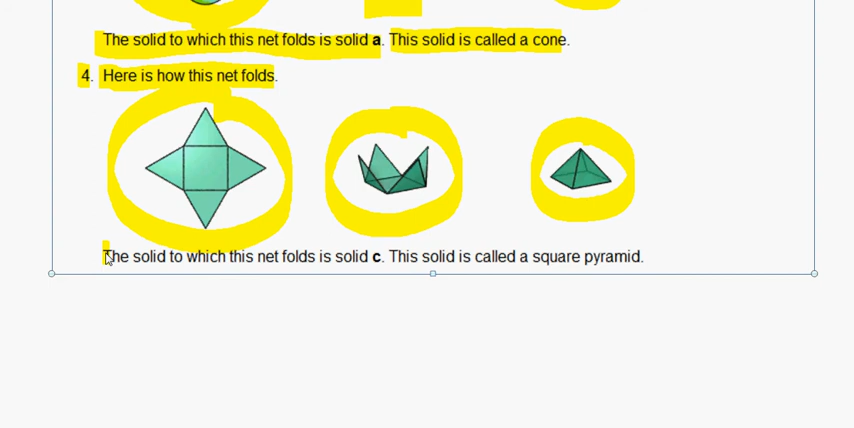 The solid to which this net folds is solid a. This solid is called a cone.
4. Here is how this net folds.
The solid to which this net folds is solid c. This solid is called a square pyramid.